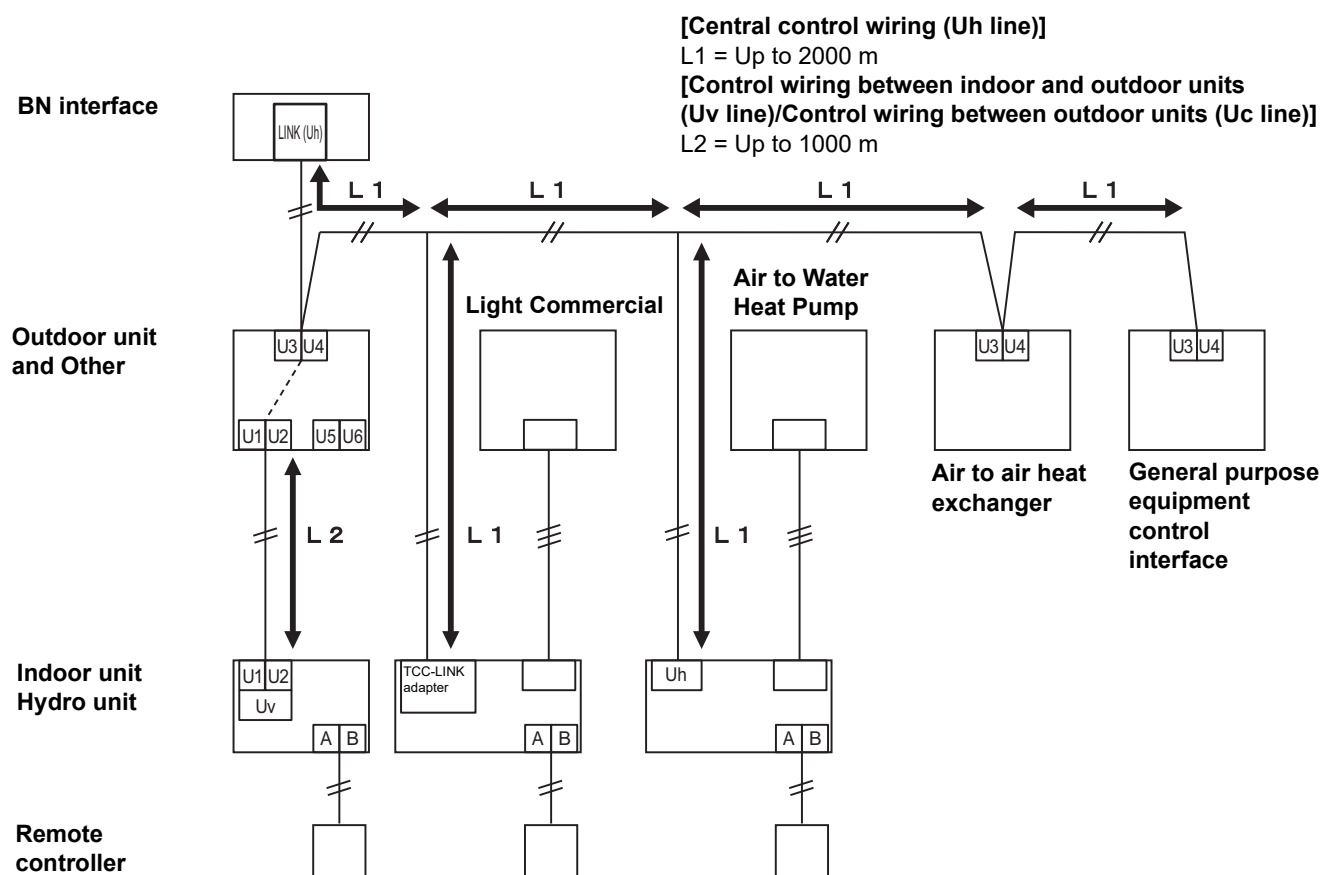 [Central control wiring (Uh line)]
L1 = Up to 2000 m
[Control wiring between indoor and outdoor units
(Uv line)/Control wiring between outdoor units (Uc line)]
L2 = Up to 1000 m
BN interface
LINK (Uh)
L 1
L 1
L 1
L 1
Light Commercial
Air to Water
Heat Pump
Outdoor unit
and Other
U3 U4
U3 U4
U3 U4
U1 U2
U5 U6
Air to air heat
exchanger
General purpose
equipment
control
interface
L 2
L 1
L 1
Indoor unit
Hydro unit
U1 U2
Uv
TCC-LINK
adapter
Uh
A B
A B
A B
Remote
controller